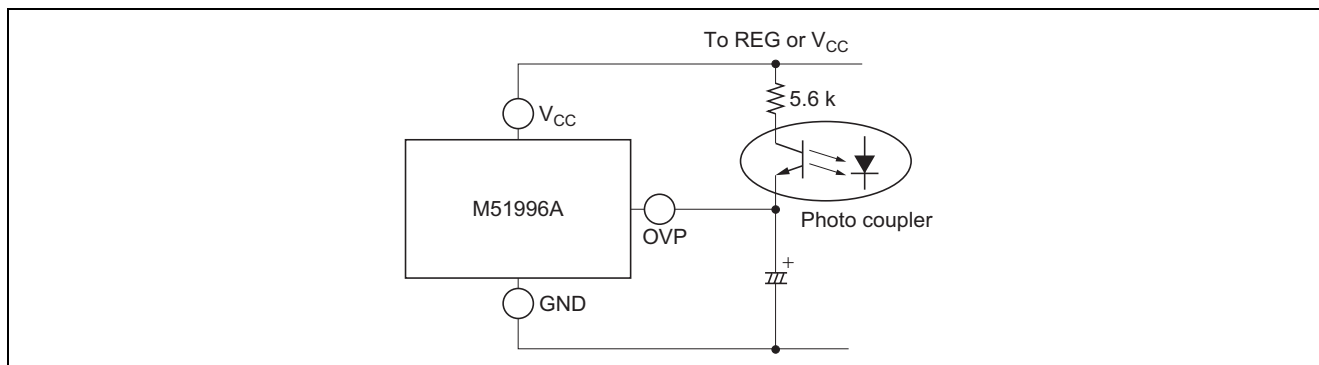 To REG or VCC
5.6 k
VCC
M51996A
OVP
Photo coupler
+
GND